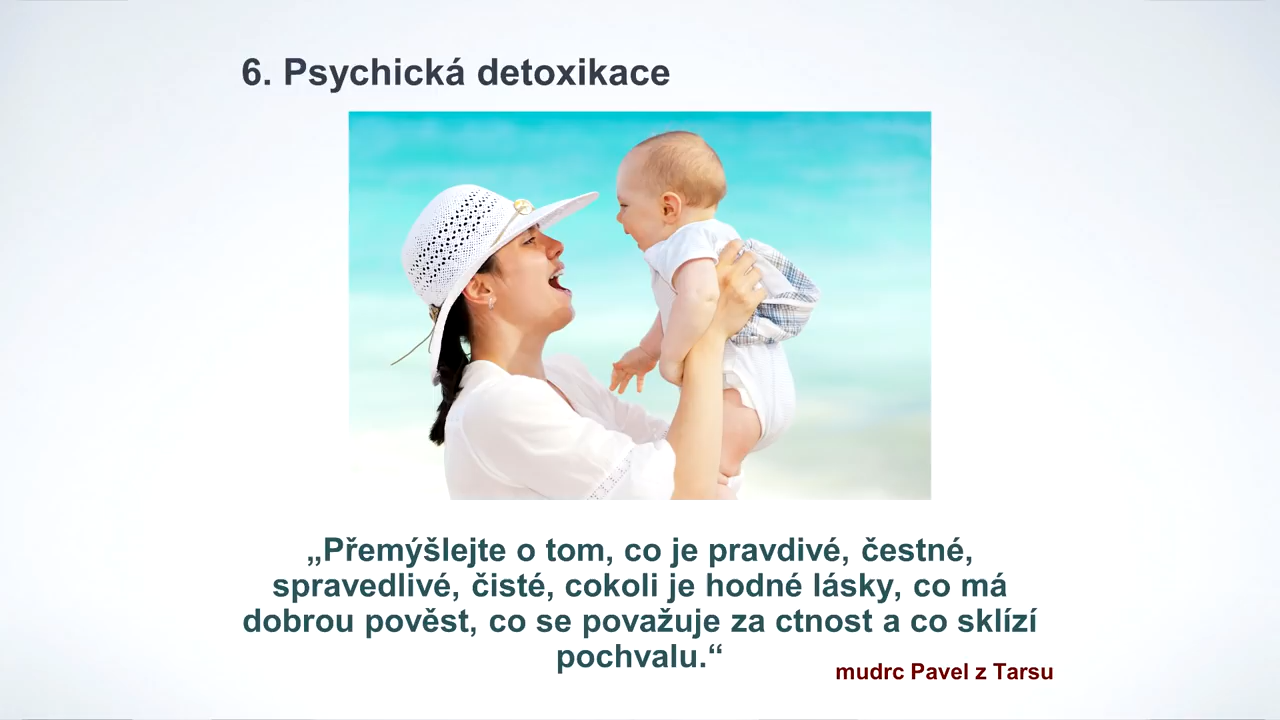 6. Psychická detoxikace
„Přemýšlejte o tom, co je pravdivé, čestné,
spravedlivé, čisté, cokoli je hodné lásky, co má
dobrou pověst, co se považuje za ctnost a co sklízí
pochvalu.“
mudrc Pavel z Tarsu